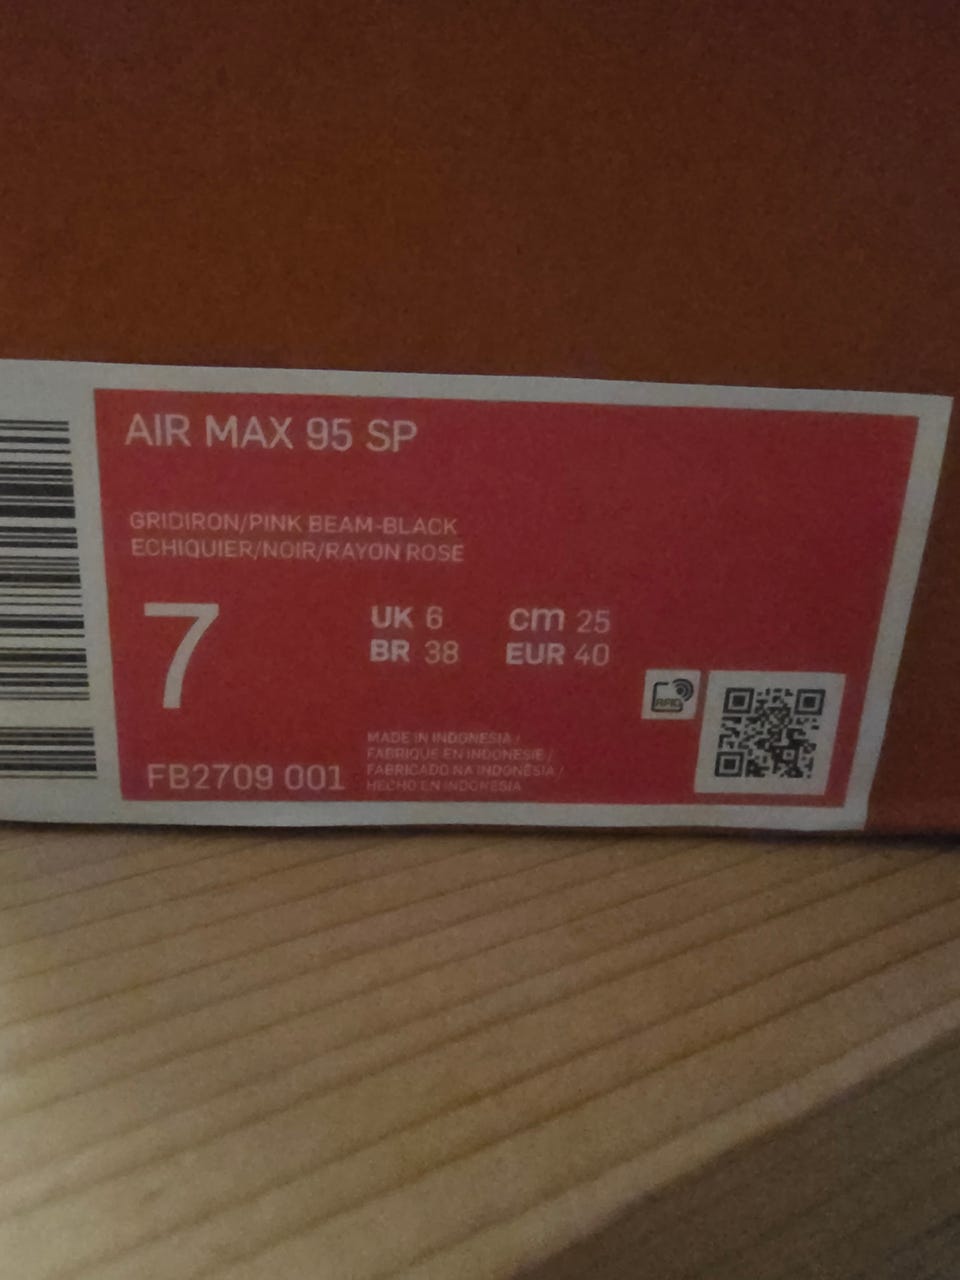 AIR MAX 95 SP
GRIDIRON/PINK BEAM-BLACK
ECHIQUIER/NOIR/RAYON ROSE
7
UK 6 cm 25
BR 38 EUR 40
RFID
MADE IN INDONESIA /
FABRIQUE EN INDONESIE /
FABRICADO NA INDONÉSIA /
HECHO EN INDONESIA
FB2709 001